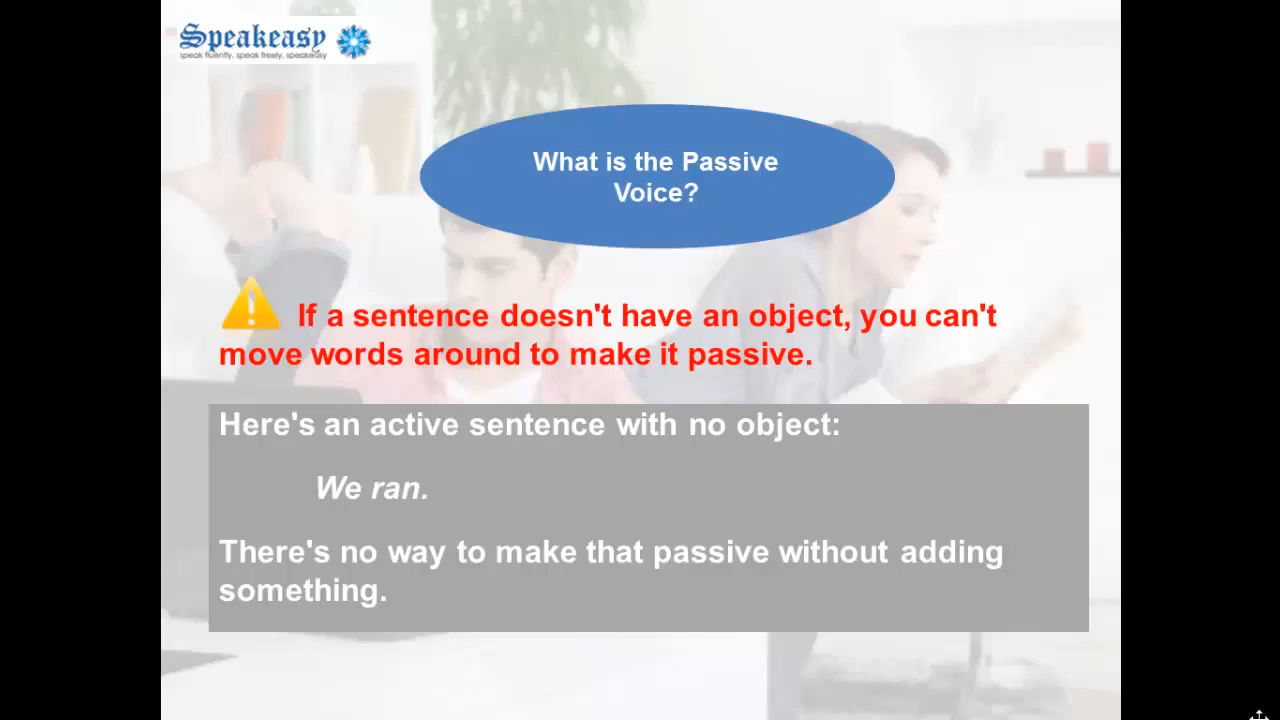 Speakeasy
speak fluently, speak freely, speakeasy
What is the Passive
Voice?
If a sentence doesn't have an object, you can't
move words around to make it passive.
Here's an active sentence with no object:
We ran.
There's no way to make that passive without adding
something.